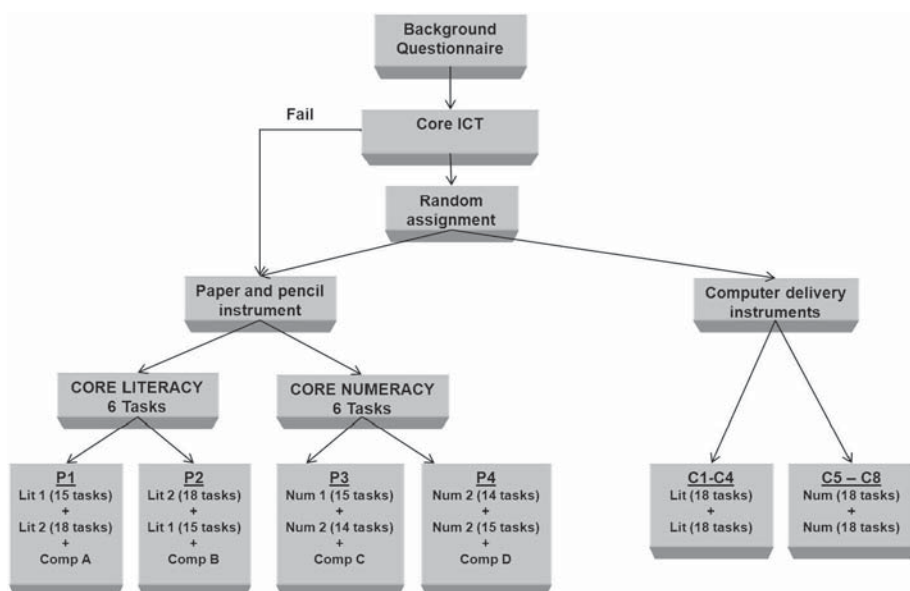 Background
Questionnaire
Fail
Core ICT
Random
assignment
Paper and pencil
instrument
Computer delivery
instruments
CORE LITERACY
6 Tasks
CORE NUMERACY
6 Tasks
P1
Lit 1 (15 tasks)
+
Lit 2 (18 tasks)
+
Comp A
P2
Lit 2 (18 tasks)
+
Lit 1 (15 tasks)
+
Comp B
P3
Num 1 (15 tasks)
+
Num 2 (14 tasks)
+
Comp C
P4
Num 2 (14 tasks)
+
Num 2 (15 tasks)
+
Comp D
C1-C4
Lit (18 tasks)
+
Lit (18 tasks)
C5 – C8
Num (18 tasks)
+
Num (18 tasks)